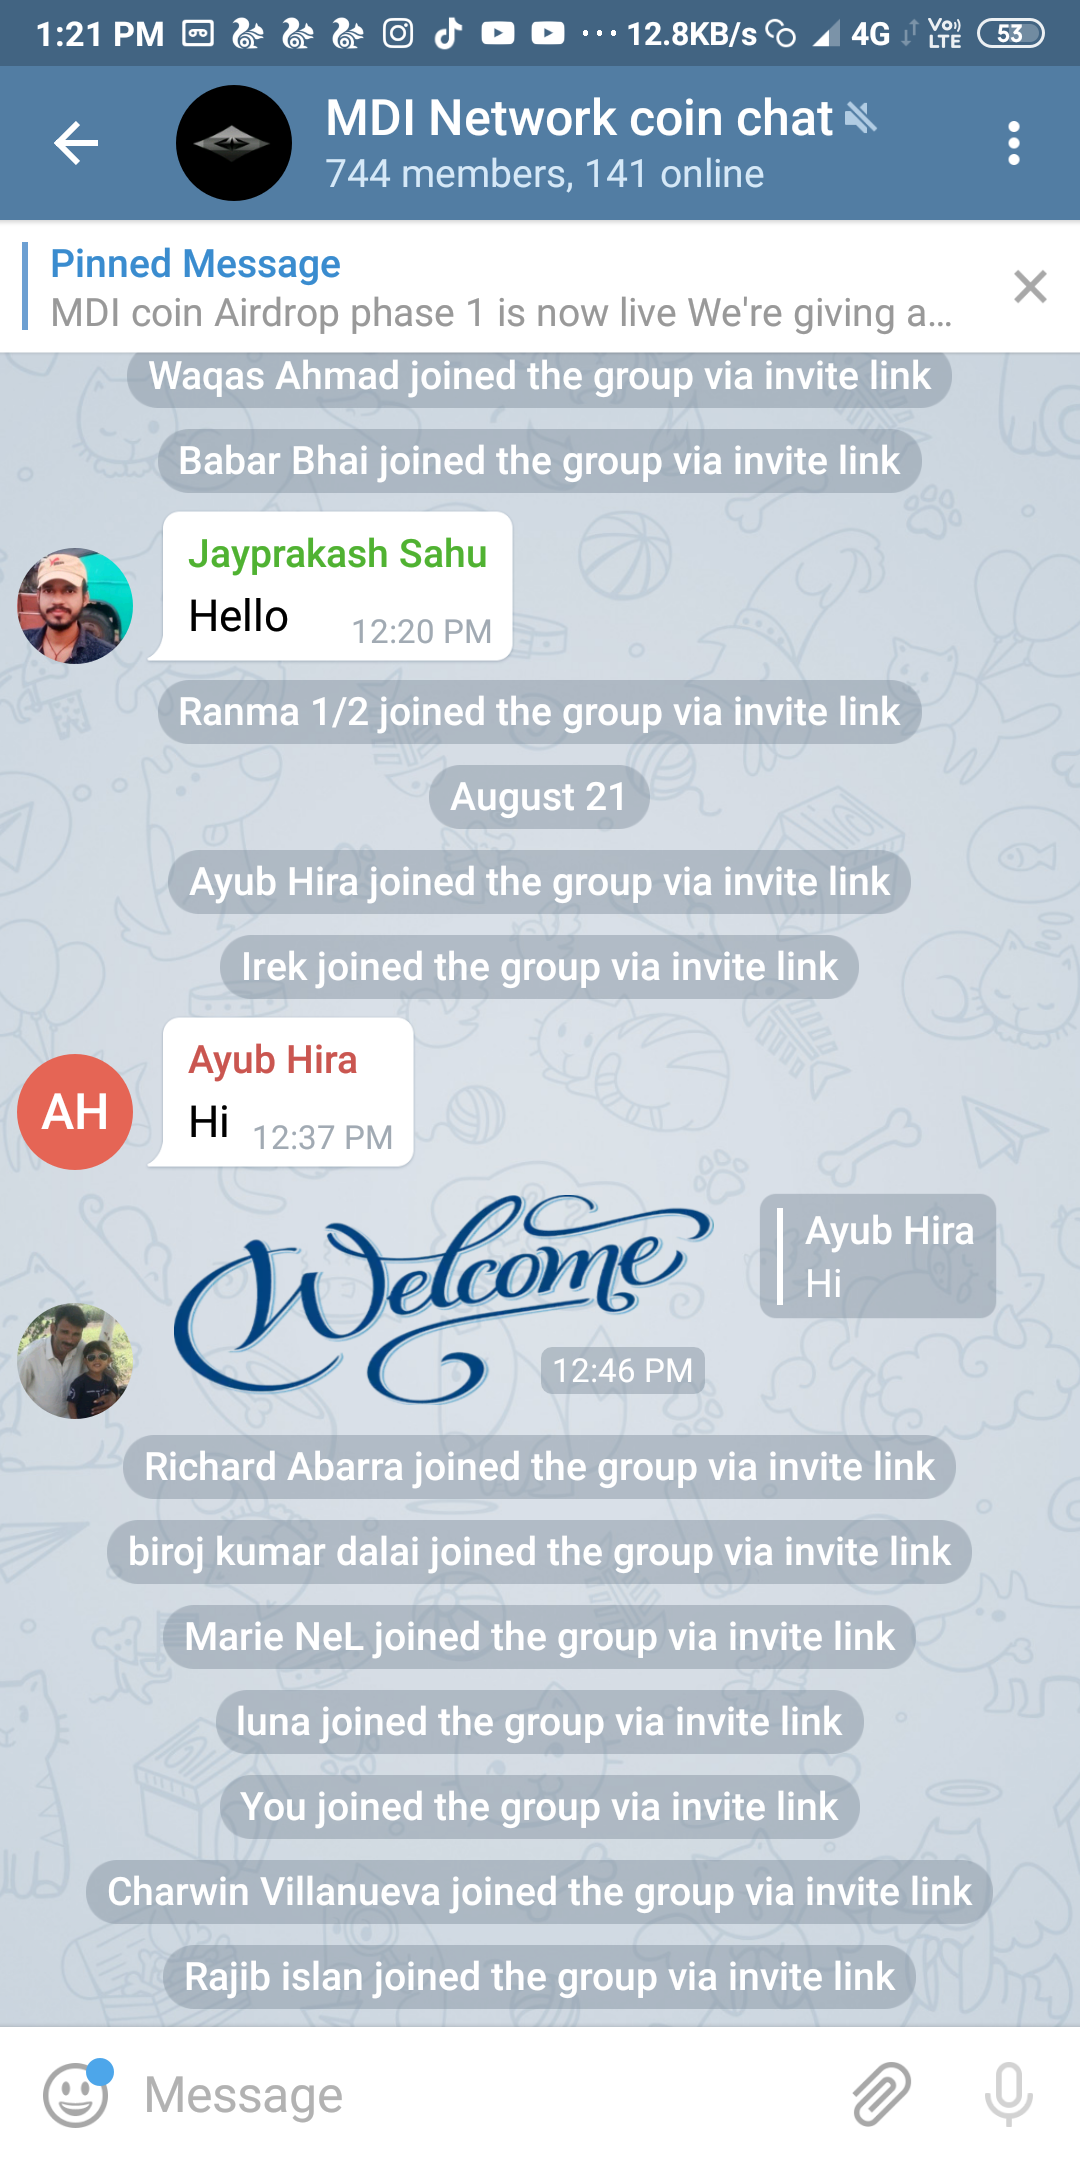 1:21 PM 12.8KB/s 4G Vo)) LTE 53
MDI Network coin chat
744 members, 141 online
Pinned Message
MDI coin Airdrop phase 1 is now live We're giving a...
Waqas Ahmad joined the group via invite link
Babar Bhai joined the group via invite link
Jayprakash Sahu
Hello 12:20 PM
Ranma 1/2 joined the group via invite link
August 21
Ayub Hira joined the group via invite link
Irek joined the group via invite link
Ayub Hira
AH
Hi 12:37 PM
Welcome
Ayub Hira
Hi
12:46 PM
Richard Abarra joined the group via invite link
biroj kumar dalai joined the group via invite link
Marie NeL joined the group via invite link
luna joined the group via invite link
You joined the group via invite link
Charwin Villanueva joined the group via invite link
Rajib islan joined the group via invite link
Message